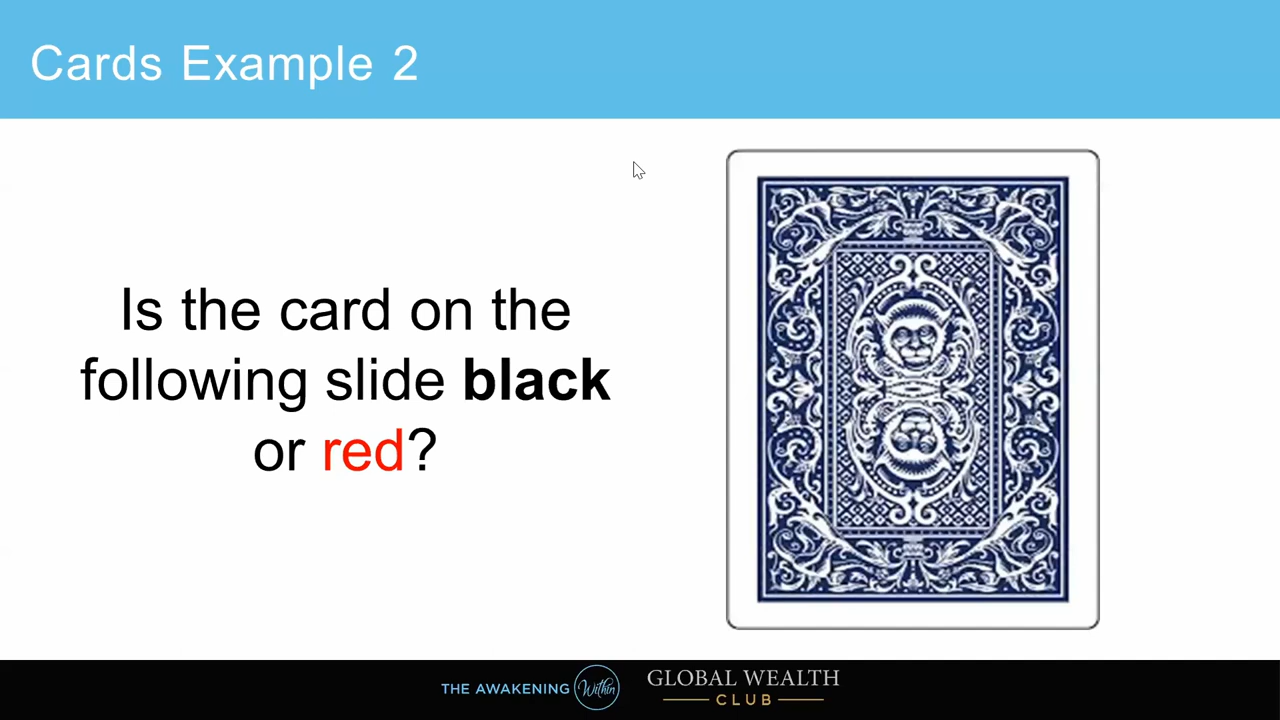 Cards Example 2
Is the card on the
following slide black
or red?
THE AWAKENING Within
GLOBAL WEALTH
CLUB